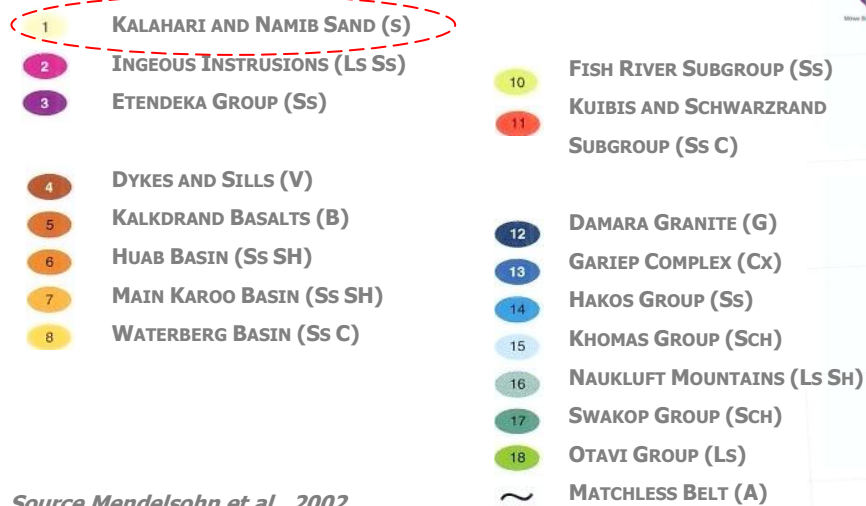 1 KALAHARI AND NAMIB SAND (S)
2 INGEOUS INSTRUSIONS (LS SS)
3 ETENDEKA GROUP (SS)
4 DYKES AND SILLS (V)
5 KALKDRAND BASALTS (B)
6 HUAB BASIN (SS SH)
7 MAIN KAROO BASIN (SS SH)
8 WATERBERG BASIN (SS C)
10 FISH RIVER SUBGROUP (SS)
11 KUIBIS AND SCHWARZRAND
SUBGROUP (SS C)
12 DAMARA GRANITE (G)
13 GARIEP COMPLEX (CX)
14 HAKOS GROUP (SS)
15 KHOMAS GROUP (SCH)
16 NAUKLUFT MOUNTAINS (LS SH)
17 SWAKOP GROUP (SCH)
18 OTAVI GROUP (LS)
~ MATCHLESS BELT (A)
Source Mendelsohn et al., 2002